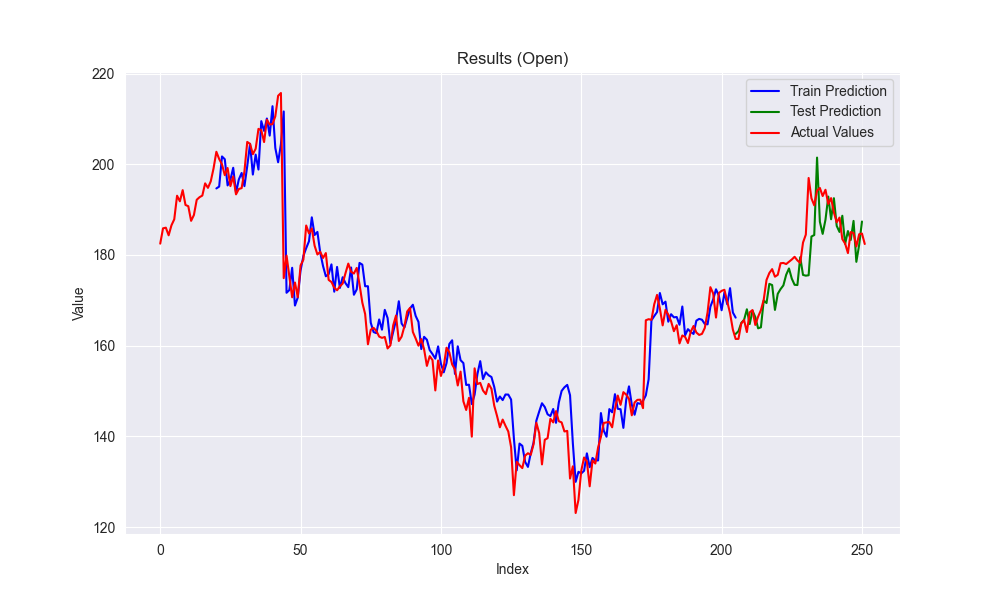 Results (Open)
220
200
180
160
140
120
Value
0 50 100 150 200 250
Index
Train Prediction
Test Prediction
Actual Values